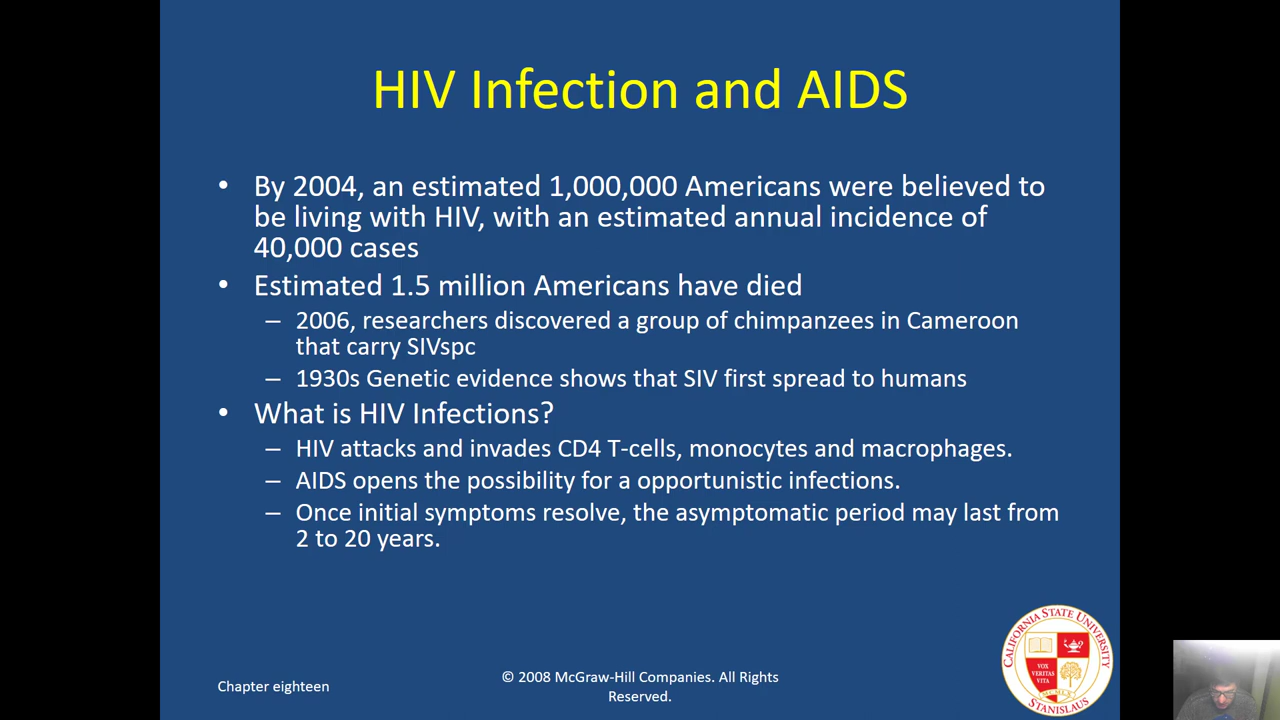 HIV Infection and AIDS
• By 2004, an estimated 1,000,000 Americans were believed to
be living with HIV, with an estimated annual incidence of
40,000 cases
• Estimated 1.5 million Americans have died
– 2006, researchers discovered a group of chimpanzees in Cameroon
that carry SIVspc
– 1930s Genetic evidence shows that SIV first spread to humans
• What is HIV Infections?
– HIV attacks and invades CD4 T-cells, monocytes and macrophages.
– AIDS opens the possibility for a opportunistic infections.
– Once initial symptoms resolve, the asymptomatic period may last from
2 to 20 years.
Chapter eighteen
© 2008 McGraw-Hill Companies. All Rights
Reserved.
CALIFORNIA STATE UNIVERSITY
VOX
VERITAS
VITA
STANISLAUS